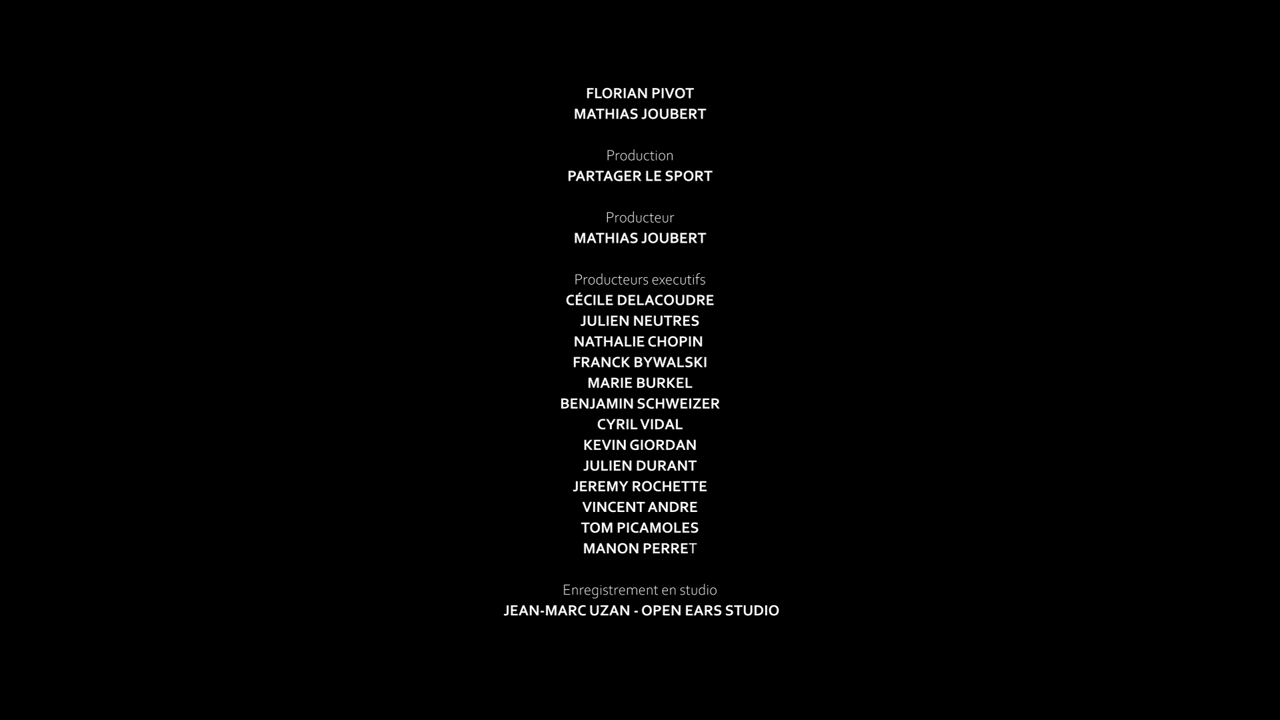 FLORIAN PIVOT
MATHIAS JOUBERT
Production
PARTAGER LE SPORT
Producteur
MATHIAS JOUBERT
Producteurs executifs
CÉCILE DELACOUDRE
JULIEN NEUTRES
NATHALIE CHOPIN
FRANCK BYWALSKI
MARIE BURKEL
BENJAMIN SCHWEIZER
CYRIL VIDAL
KEVIN GIORDAN
JULIEN DURANT
JEREMY ROCHETTE
VINCENT ANDRE
TOM PICAMOLES
MANON PERRET
Enregistrement en studio
JEAN-MARC UZAN - OPEN EARS STUDIO